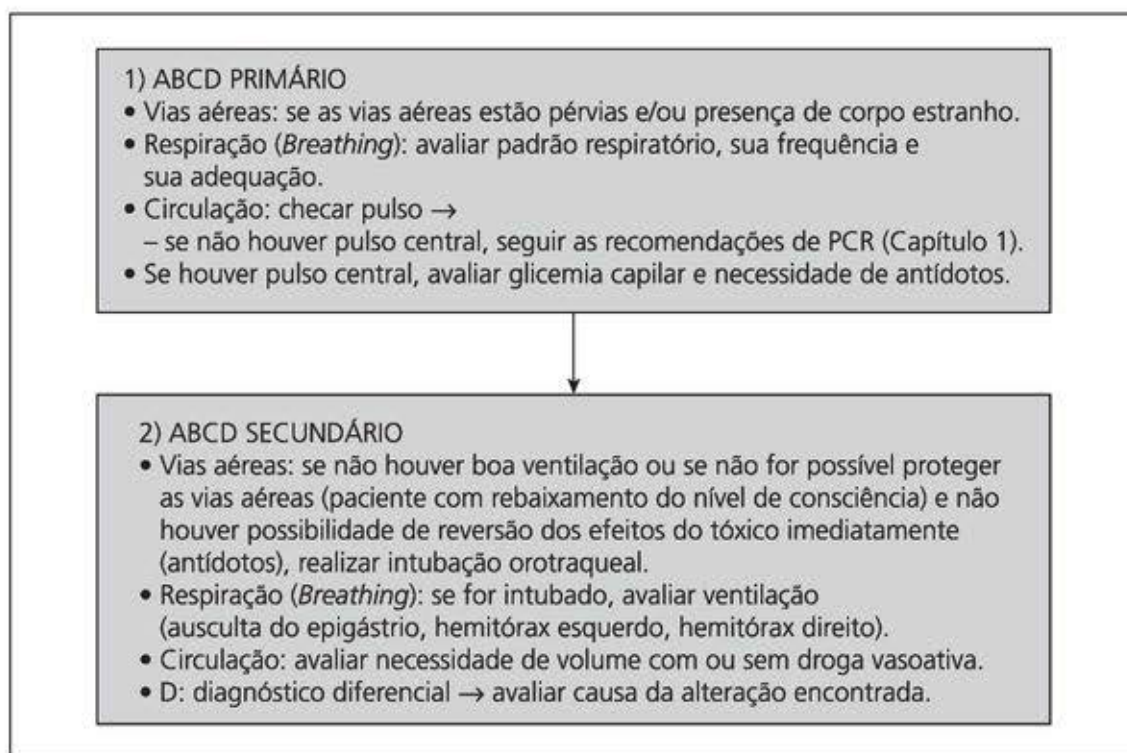 1) ABCD PRIMÁRIO
• Vias aéreas: se as vias aéreas estão pérvias e/ou presença de corpo estranho.
• Respiração (Breathing): avaliar padrão respiratório, sua frequência e
sua adequação.
• Circulação: checar pulso →
– se não houver pulso central, seguir as recomendações de PCR (Capítulo 1).
• Se houver pulso central, avaliar glicemia capilar e necessidade de antídotos.
2) ABCD SECUNDÁRIO
• Vias aéreas: se não houver boa ventilação ou se não for possível proteger
as vias aéreas (paciente com rebaixamento do nível de consciência) e não
houver possibilidade de reversão dos efeitos do tóxico imediatamente
(antídotos), realizar intubação orotraqueal.
• Respiração (Breathing): se for intubado, avaliar ventilação
(ausculta do epigástrio, hemitórax esquerdo, hemitórax direito).
• Circulação: avaliar necessidade de volume com ou sem droga vasoativa.
• D: diagnóstico diferencial → avaliar causa da alteração encontrada.